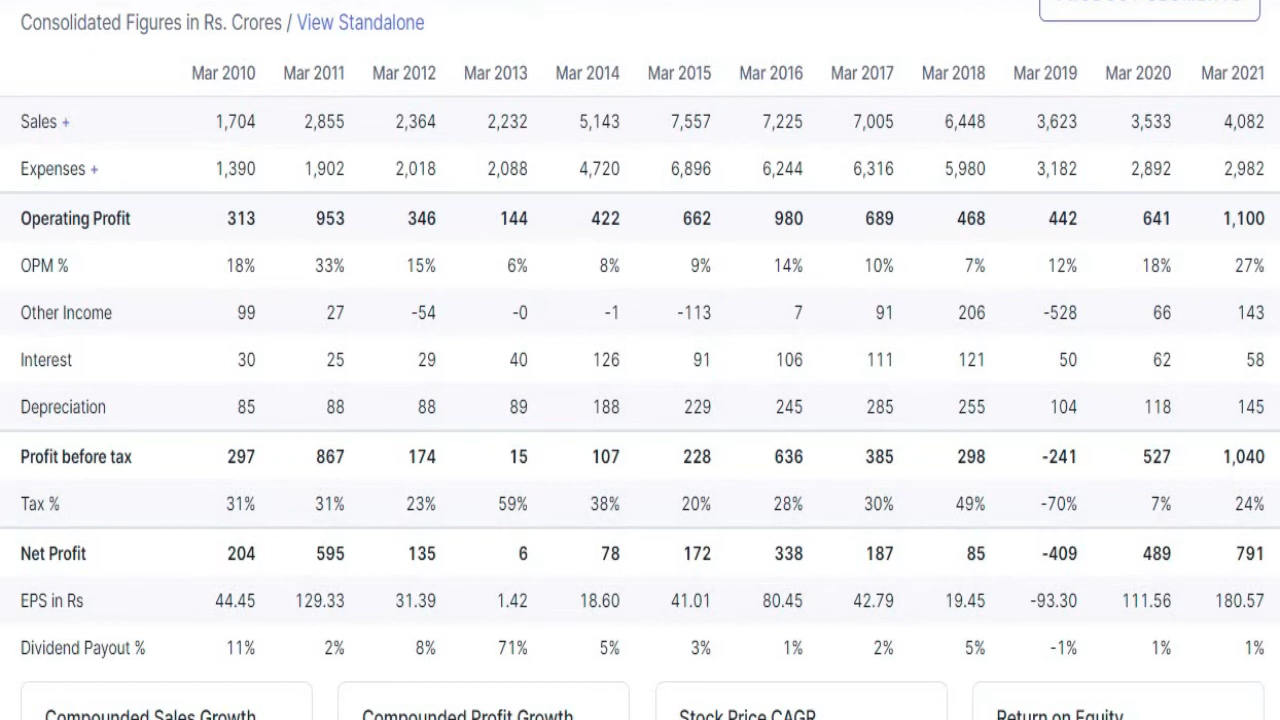 Consolidated Figures in Rs. Crores / View Standalone
Mar 2010 Mar 2011 Mar 2012 Mar 2013 Mar 2014 Mar 2015 Mar 2016 Mar 2017 Mar 2018 Mar 2019 Mar 2020 Mar 2021
Sales + 1,704 2,855 2,364 2,232 5,143 7,557 7,225 7,005 6,448 3,623 3,533 4,082
Expenses + 1,390 1,902 2,018 2,088 4,720 6,896 6,244 6,316 5,980 3,182 2,892 2,982
Operating Profit 313 953 346 144 422 662 980 689 468 442 641 1,100
OPM % 18% 33% 15% 6% 8% 9% 14% 10% 7% 12% 18% 27%
Other Income 99 27 -54 -0 -1 -113 7 91 206 -528 66 143
Interest 30 25 29 40 126 91 106 111 121 50 62 58
Depreciation 85 88 88 89 188 229 245 285 255 104 118 145
Profit before tax 297 867 174 15 107 228 636 385 298 -241 527 1,040
Tax % 31% 31% 23% 59% 38% 20% 28% 30% 49% -70% 7% 24%
Net Profit 204 595 135 6 78 172 338 187 85 -409 489 791
EPS in Rs 44.45 129.33 31.39 1.42 18.60 41.01 80.45 42.79 19.45 -93.30 111.56 180.57
Dividend Payout % 11% 2% 8% 71% 5% 3% 1% 2% 5% -1% 1% 1%
Compounded Sales Growth Compounded Profit Growth Stock Price CAGR Return on Equity